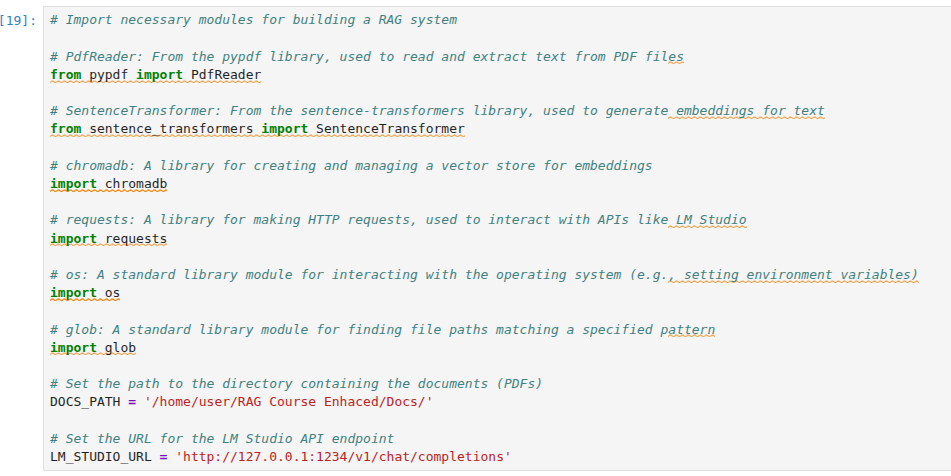 [19]:
# Import necessary modules for building a RAG system
# PdfReader: From the pypdf library, used to read and extract text from PDF files
from pypdf import PdfReader
# SentenceTransformer: From the sentence-transformers library, used to generate embeddings for text
from sentence_transformers import SentenceTransformer
# chromadb: A library for creating and managing a vector store for embeddings
import chromadb
# requests: A library for making HTTP requests, used to interact with APIs like LM Studio
import requests
# os: A standard library module for interacting with the operating system (e.g., setting environment variables)
import os
# glob: A standard library module for finding file paths matching a specified pattern
import glob
# Set the path to the directory containing the documents (PDFs)
DOCS_PATH = '/home/user/RAG Course Enhaced/Docs/'
# Set the URL for the LM Studio API endpoint
LM_STUDIO_URL = 'http://127.0.0.1:1234/v1/chat/completions'